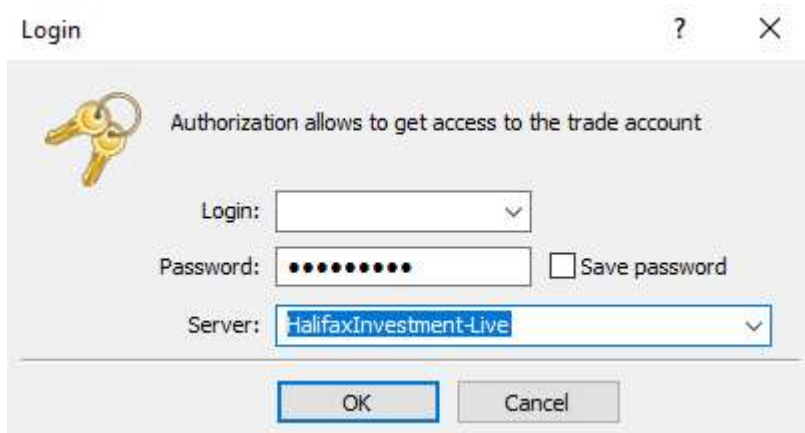 Login ?
Authorization allows to get access to the trade account
Login:
Password: ●●●●●●●●● Save password
Server: HalifaxInvestment-Live
OK Cancel